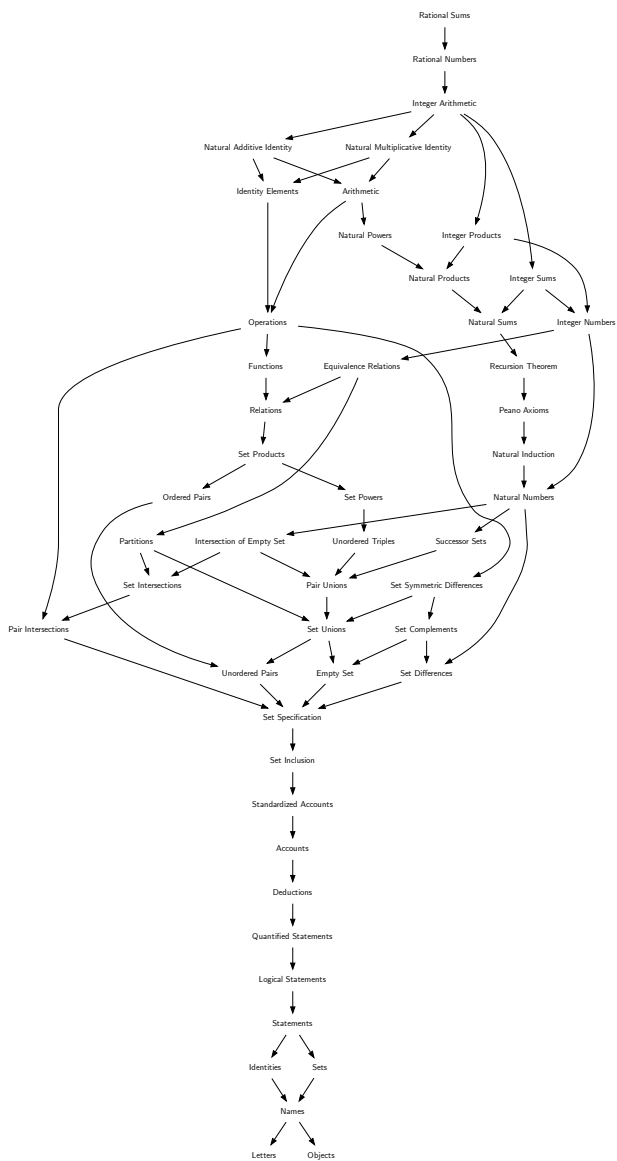 Rational Sums
Rational Numbers
Integer Arithmetic
Natural Additive Identity
Natural Multiplicative Identity
Identity Elements
Arithmetic
Natural Powers
Integer Products
Natural Products
Integer Sums
Operations
Natural Sums
Integer Numbers
Functions
Equivalence Relations
Recursion Theorem
Relations
Peano Axioms
Set Products
Natural Induction
Ordered Pairs
Set Powers
Natural Numbers
Partitions
Intersection of Empty Set
Unordered Triples
Successor Sets
Set Intersections
Pair Unions
Set Symmetric Differences
Pair Intersections
Set Unions
Set Complements
Unordered Pairs
Empty Set
Set Differences
Set Specification
Set Inclusion
Standardized Accounts
Accounts
Deductions
Quantified Statements
Logical Statements
Statements
Identities
Sets
Names
Letters
Objects